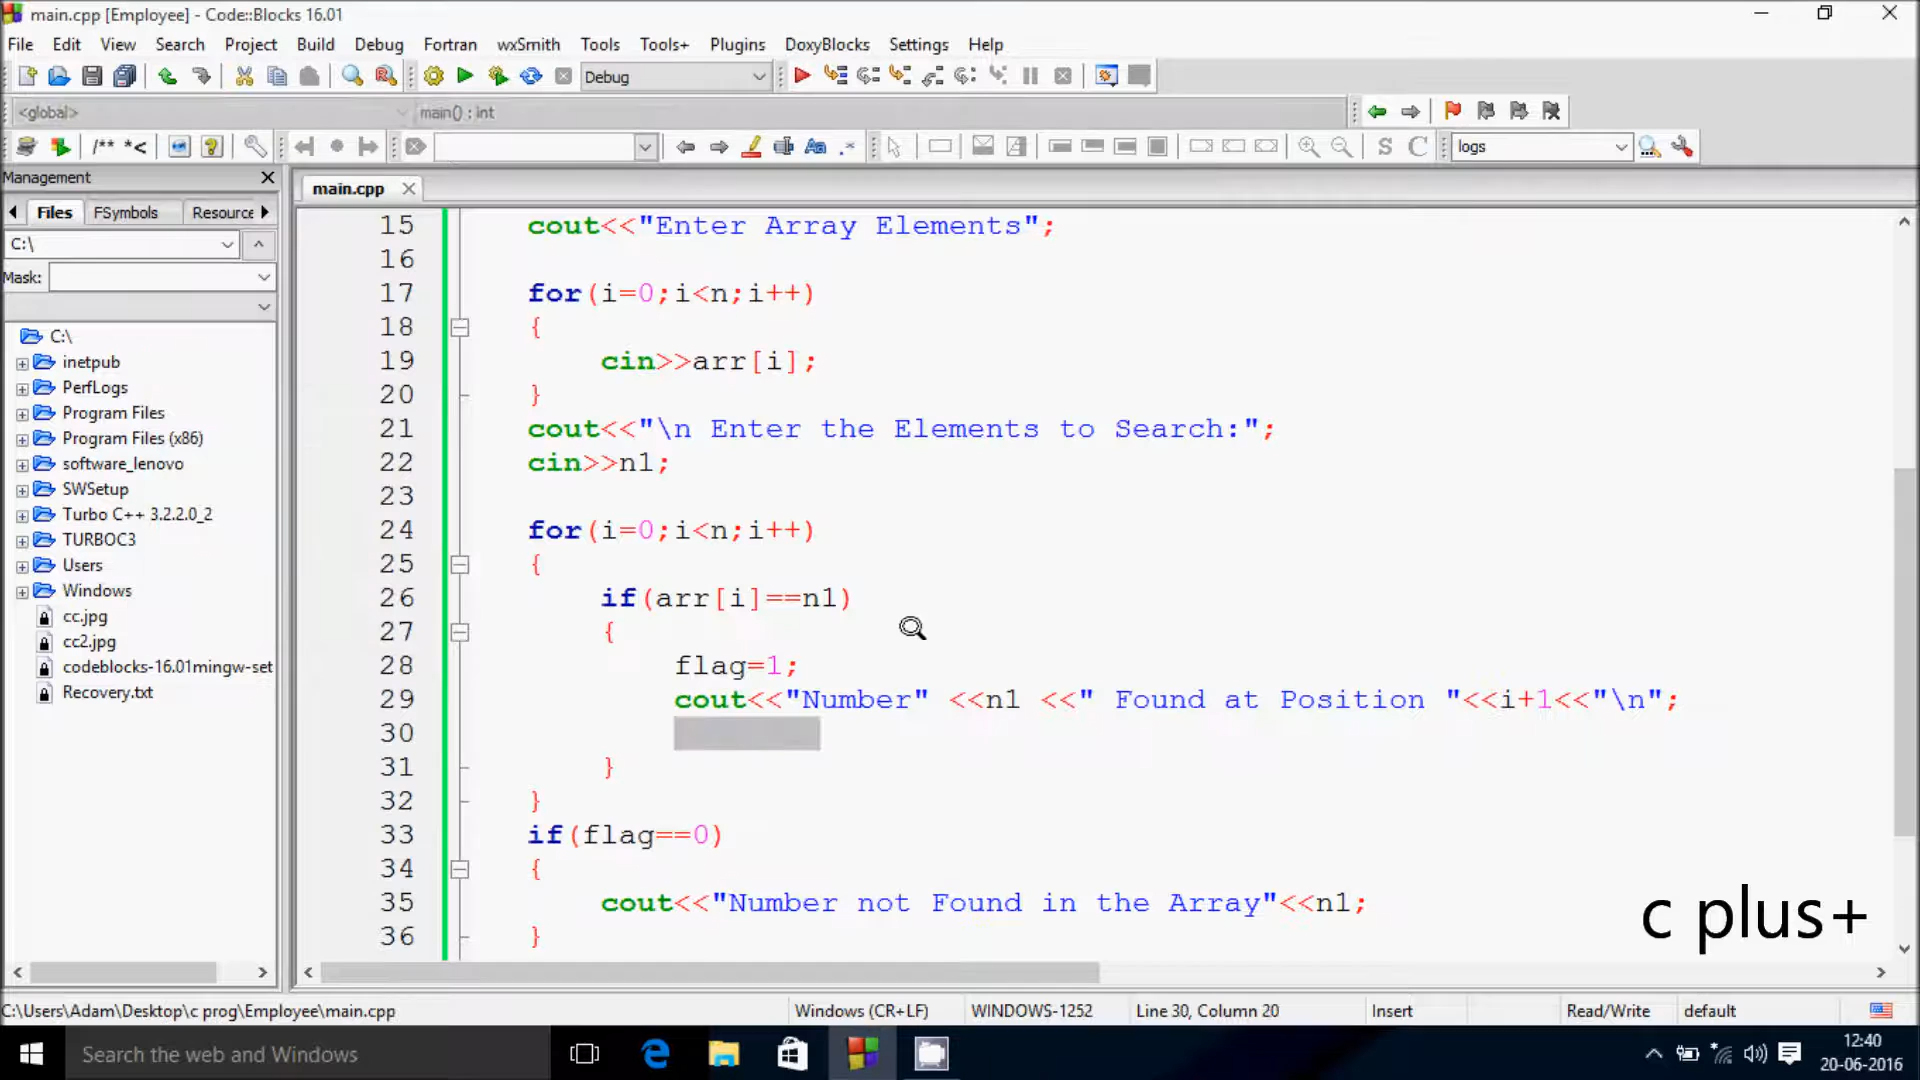 main.cpp [Employee] - Code::Blocks 16.01
File Edit View Search Project Build Debug Fortran wxSmith Tools Tools+ Plugins DoxyBlocks Settings Help
Debug
<global> main() : int
/** *< S C logs
Management
Files FSymbols Resource
C:\
Mask:
C:\
inetpub
PerfLogs
Program Files
Program Files (x86)
software_lenovo
SWSetup
Turbo C++ 3.2.2.0_2
TURBOC3
Users
Windows
cc.jpg
cc2.jpg
codeblocks-16.01mingw-set
Recovery.txt
main.cpp
15 cout<<"Enter Array Elements";
16
17 for(i=0;i<n;i++)
18 {
19 cin>>arr[i];
20 }
21 cout<<"\n Enter the Elements to Search:";
22 cin>>n1;
23
24 for(i=0;i<n;i++)
25 {
26 if(arr[i]==n1)
27 {
28 flag=1;
29 cout<<"Number" <<n1 <<" Found at Position "<<i+1<<"\n";
30
31 }
32 }
33 if(flag==0)
34 {
35 cout<<"Number not Found in the Array"<<n1;
36 }
c plus+
C:\Users\Adam\Desktop\c prog\Employee\main.cpp Windows (CR+LF) WINDOWS-1252 Line 30, Column 20 Insert Read/Write default
Search the web and Windows
12:40
20-06-2016